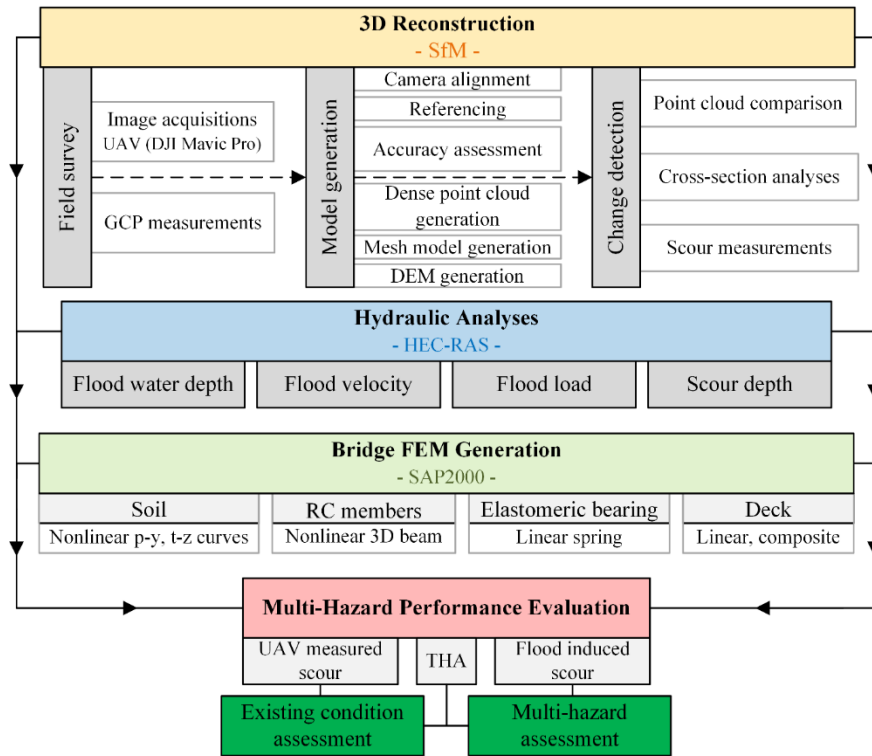 3D Reconstruction
- SfM -
Field survey
Image acquisitions
UAV (DJI Mavic Pro)
GCP measurements
Model generation
Camera alignment
Referencing
Accuracy assessment
Dense point cloud
generation
Mesh model generation
DEM generation
Change detection
Point cloud comparison
Cross-section analyses
Scour measurements
Hydraulic Analyses
- HEC-RAS -
Flood water depth
Flood velocity
Flood load
Scour depth
Bridge FEM Generation
- SAP2000 -
Soil
Nonlinear p-y, t-z curves
RC members
Nonlinear 3D beam
Elastomeric bearing
Linear spring
Deck
Linear, composite
Multi-Hazard Performance Evaluation
UAV measured
scour
THA
Flood induced
scour
Existing condition
assessment
Multi-hazard
assessment